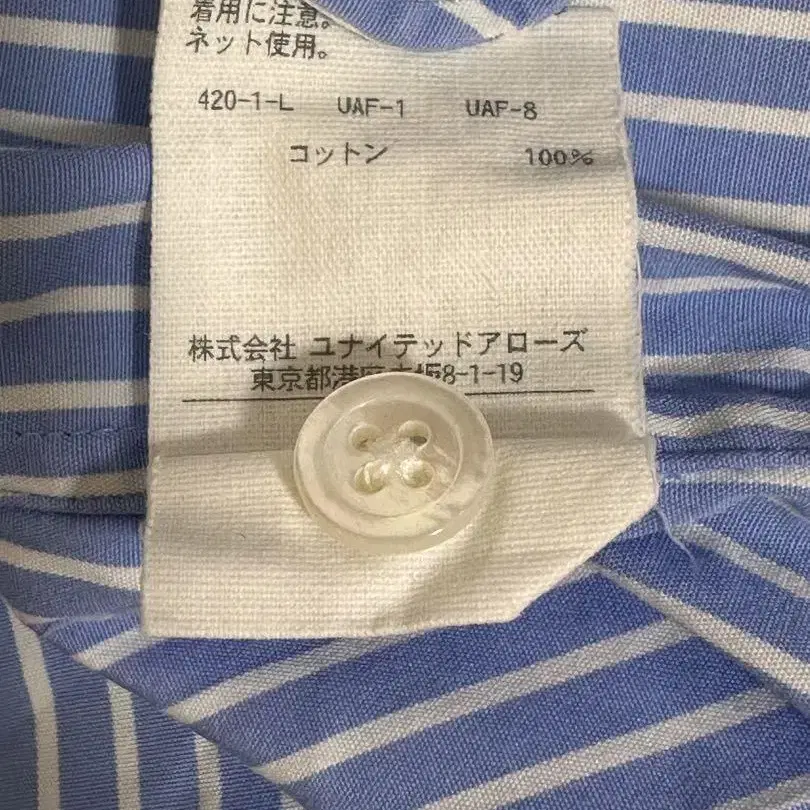 着用に注意。
ネット使用。
420-1-L UAF-1 UAF-8
コットン 100%
株式会社 ユナイテッドアローズ
東京都港区赤坂8-1-19